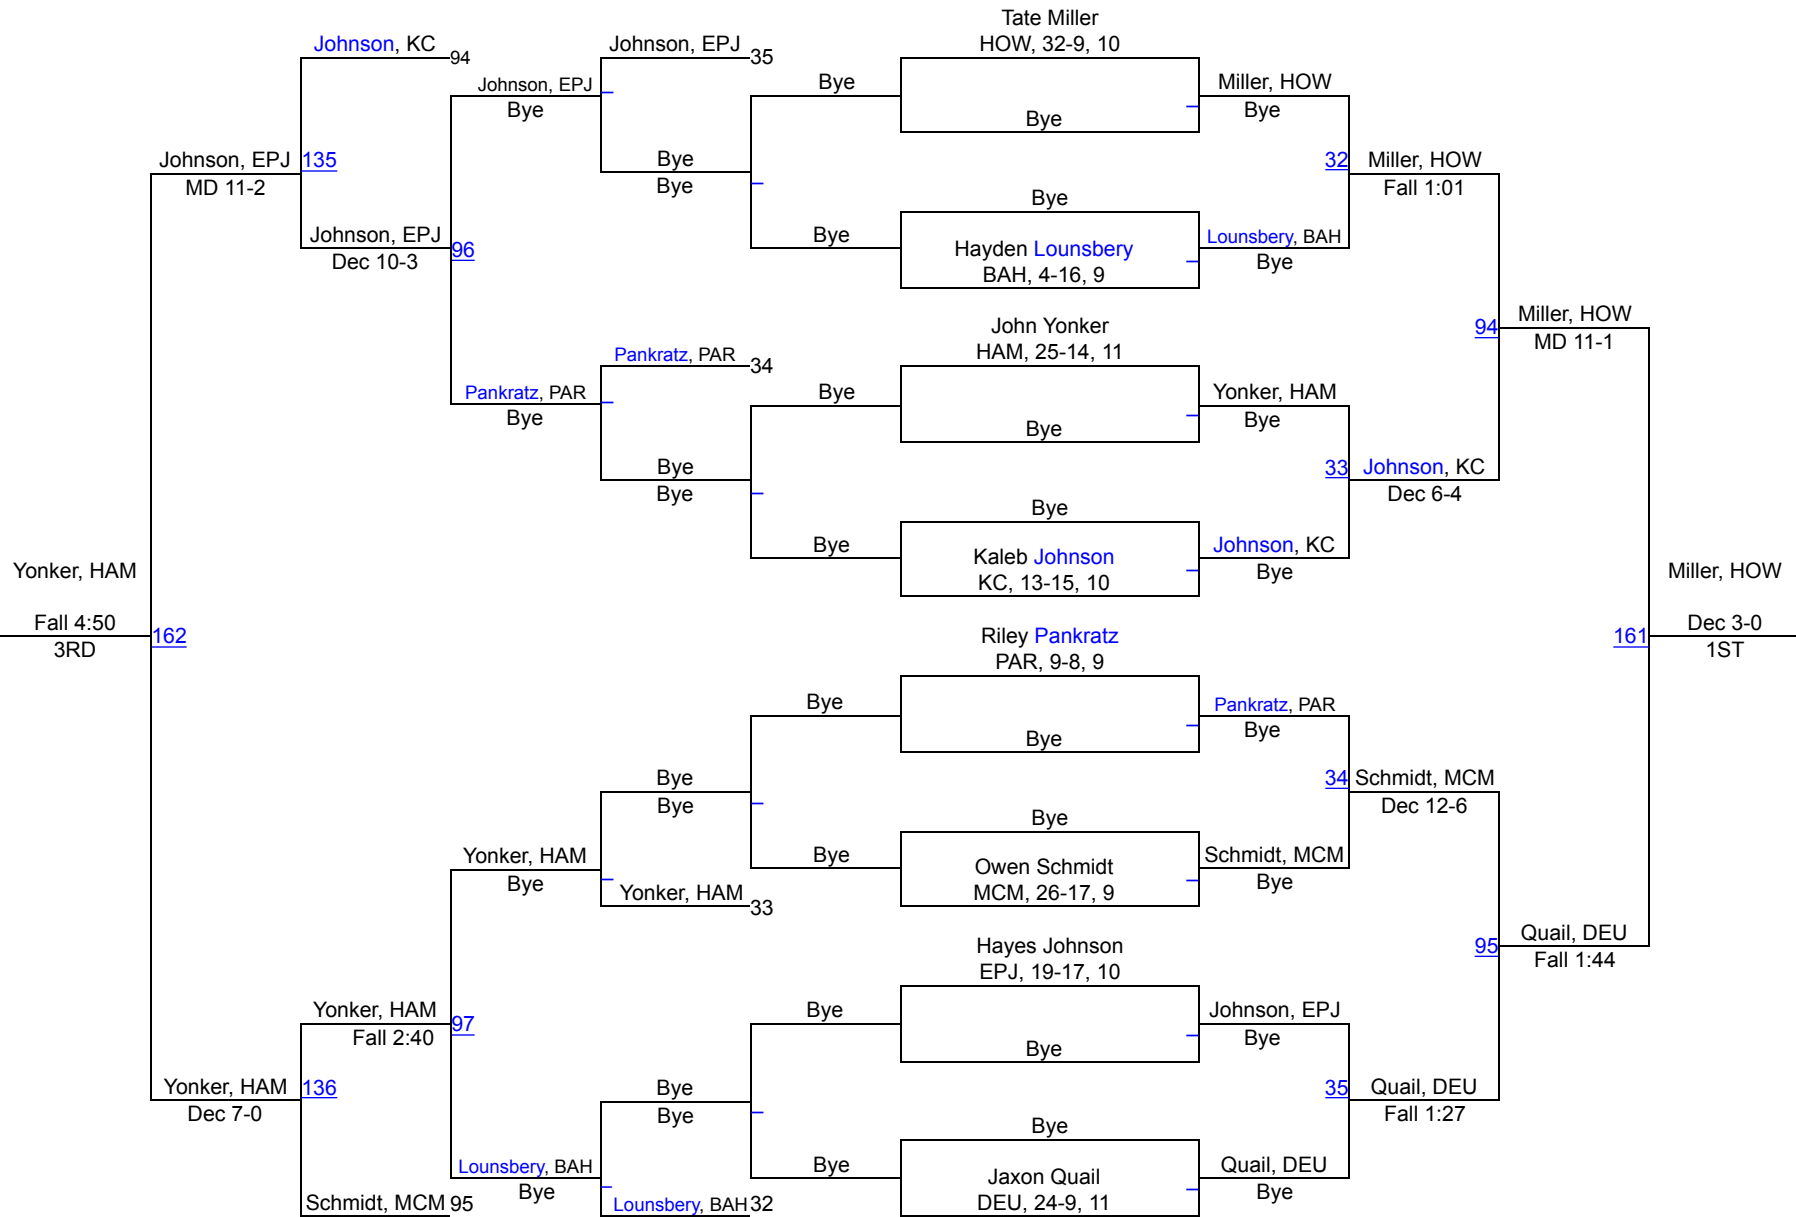 Tate Miller
Johnson, KC
94
Johnson, EPJ
35
HOW, 32-9, 10
Johnson, EPJ
Bye
Bye
Miller, HOW
Bye
Bye
Bye
Johnson, EPJ
135
Bye
32
Miller, HOW
MD 11-2
Bye
Fall 1:01
Bye
Johnson, EPJ
96
Bye
Hayden Lounsbery
Lounsbery, BAH
Dec 10-3
BAH, 4-16, 9
Bye
John Yonker
94
Miller, HOW
Pankratz, PAR
34
HAM, 25-14, 11
MD 11-1
Pankratz, PAR
Bye
Bye
Yonker, HAM
Bye
Bye
Bye
Bye
33
Johnson, KC
Bye
Dec 6-4
Bye
Bye
Kaleb Johnson
Johnson, KC
KC, 13-15, 10
Bye
Yonker, HAM
Miller, HOW
Fall 4:50
162
Riley Pankratz
161
Dec 3-0
3RD
PAR, 9-8, 9
1ST
Bye
Pankratz, PAR
Bye
Bye
Bye
34
Schmidt, MCM
Bye
Dec 12-6
Bye
Yonker, HAM
Bye
Owen Schmidt
Schmidt, MCM
Bye
Yonker, HAM
33
MCM, 26-17, 9
Bye
Hayes Johnson
95
Quail, DEU
EPJ, 19-17, 10
Fall 1:44
Yonker, HAM
97
Bye
Johnson, EPJ
Fall 2:40
Bye
Bye
Yonker, HAM
136
Bye
35
Quail, DEU
Dec 7-0
Bye
Fall 1:27
Bye
Lounsbery, BAH
Bye
Jaxon Quail
Quail, DEU
Bye
Bye
Schmidt, MCM
95
Lounsbery, BAH
32
DEU, 24-9, 11